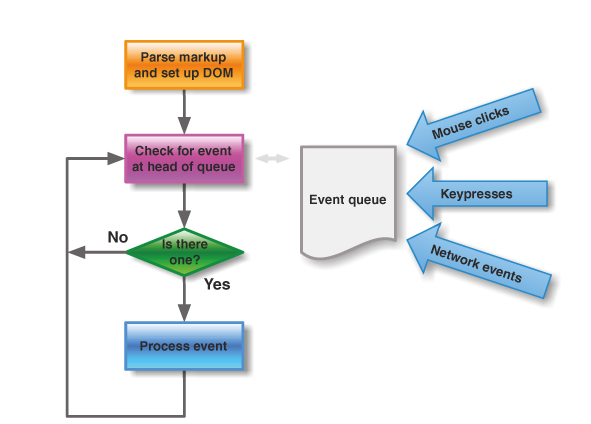 Parse markup
and set up DOM
Check for event
at head of queue
Is there
one?
No
Yes
Process event
Event queue
Mouse clicks
Keypresses
Network events